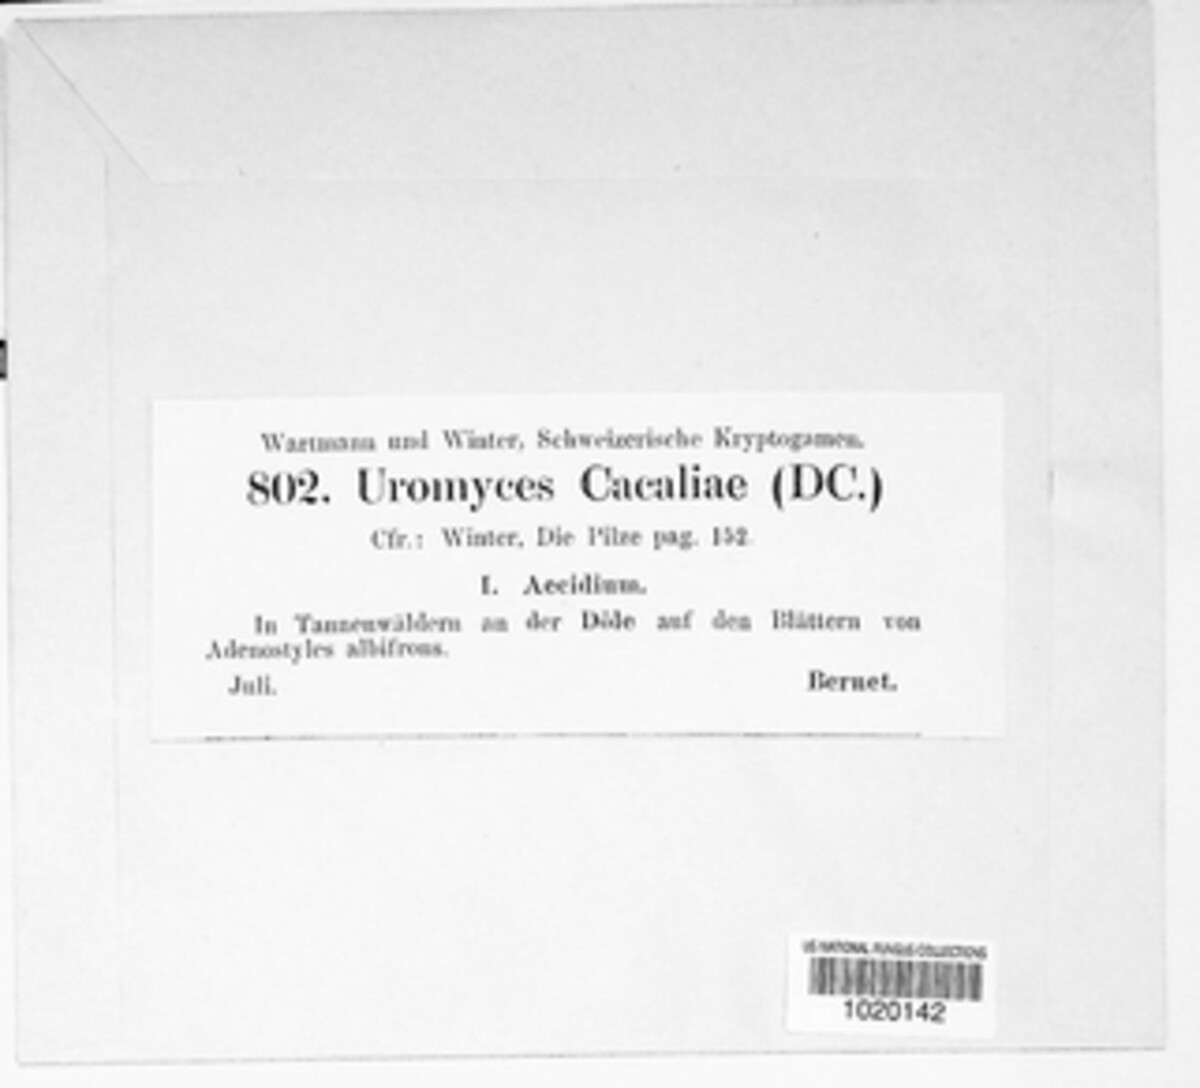 Wartmann und Winter, Schweizerische Kryptogamen.
802. Uromyces Cacaliae (DC.)
Cfr.: Winter, Die Pilze pag. 152.
I. Aecidium.
In Tannenwäldern an der Döle auf den Blättern von
Adenostyles albifrons.
Juli. Bernet.
US NATIONAL FUNGUS COLLECTIONS
1020142